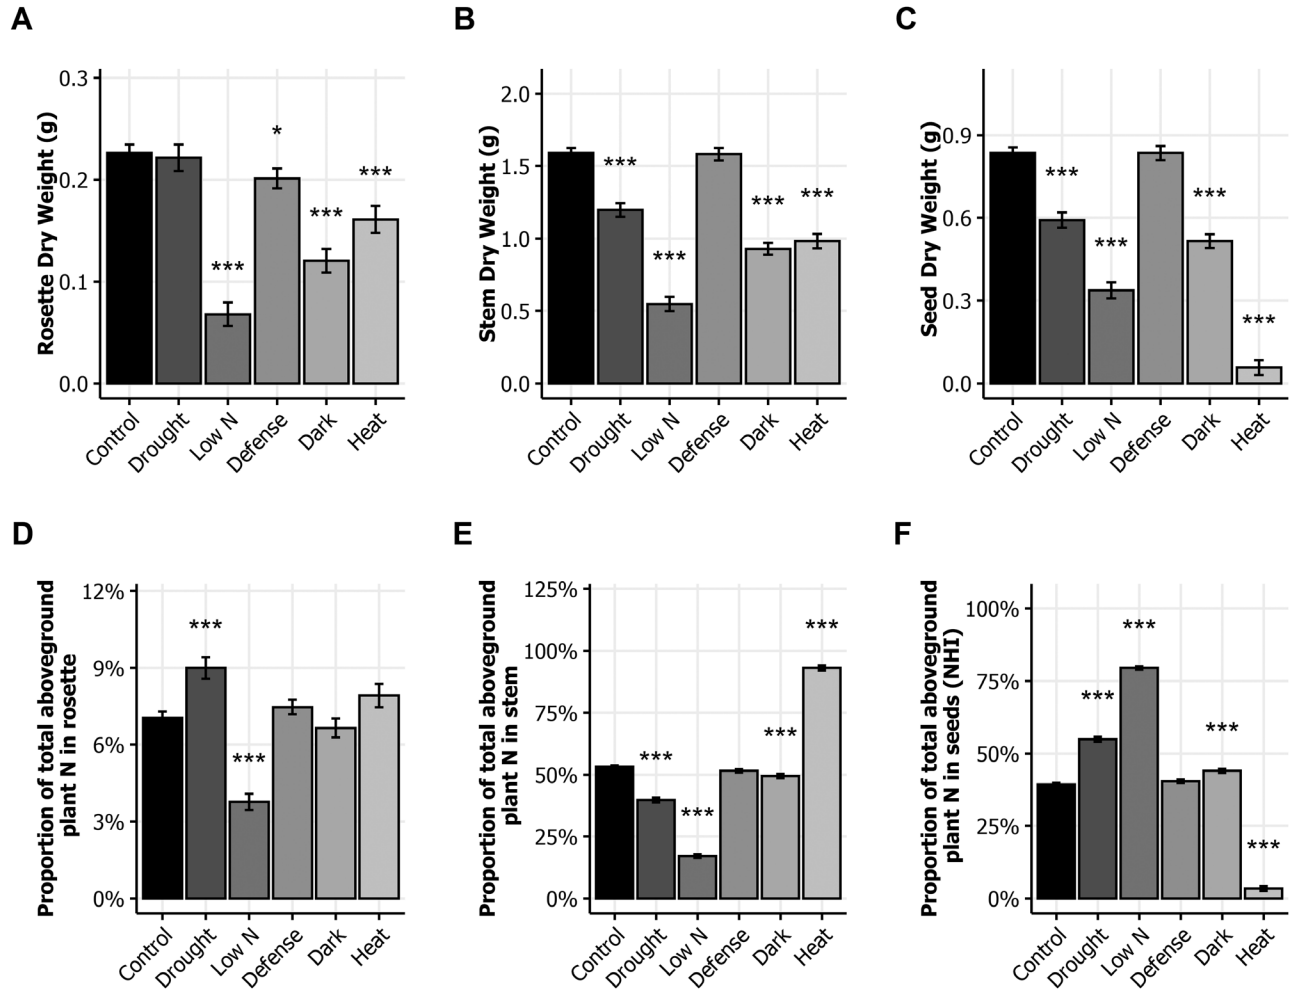 A
Rosette Dry Weight (g)
0.3
0.2
0.1
0.0
***
*
***
***
Control
Drought
Low N
Defense
Dark
Heat
B
Stem Dry Weight (g)
2.0
1.5
1.0
0.5
0.0
***
***
***
***
Control
Drought
Low N
Defense
Dark
Heat
C
Seed Dry Weight (g)
0.9
0.6
0.3
0.0
***
***
***
***
Control
Drought
Low N
Defense
Dark
Heat
D
Proportion of total aboveground
plant N in rosette
12%
9%
6%
3%
0%
***
***
Control
Drought
Low N
Defense
Dark
Heat
E
Proportion of total aboveground
plant N in stem
125%
100%
75%
50%
25%
0%
***
***
***
***
Control
Drought
Low N
Defense
Dark
Heat
F
Proportion of total aboveground
plant N in seeds (NHI)
100%
75%
50%
25%
0%
***
***
***
***
Control
Drought
Low N
Defense
Dark
Heat